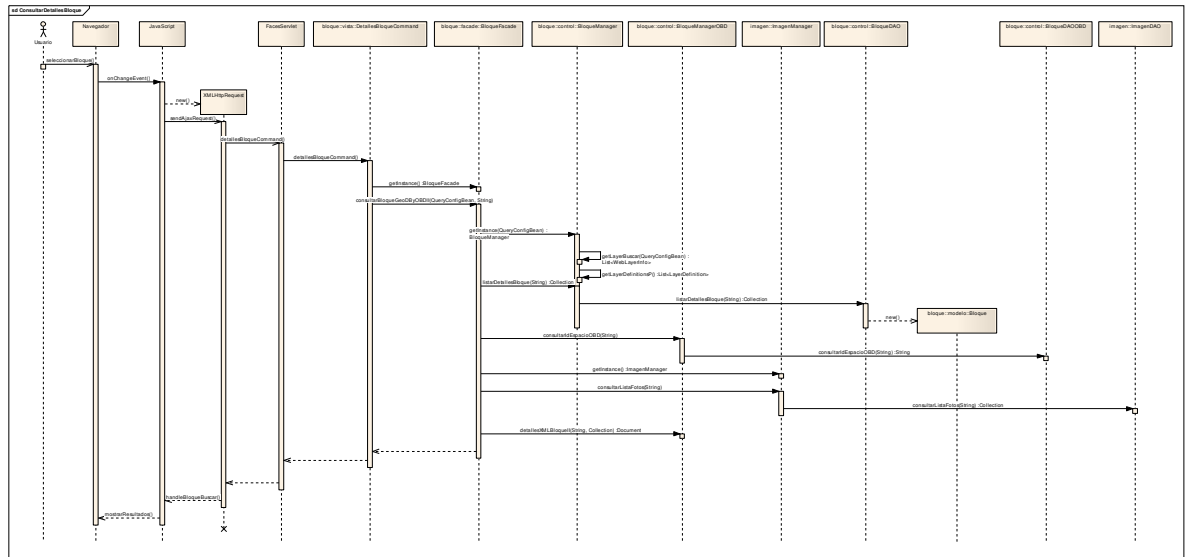 sd ConsultarDetallesBloque
Usuario
Navegador
JavaScript
FacesServlet
bloque::vista::DetallesBloqueCommand
bloque::facade::BloqueFacade
bloque::control::BloqueManager
bloque::control::BloqueManagerOBD
imagen::ImagenManager
bloque::control::BloqueDAO
bloque::control::BloqueDAOOBD
imagen::ImagenDAO
seleccionarBloque()
onChangeEvent()
XMLHttpRequest
new()
sendAjaxRequest()
detallesBloqueCommand()
detallesBloqueCommand()
getInstance() :BloqueFacade
consultarBloqueGeoDByOBDII(QueryConfigBean, String)
getInstance(QueryConfigBean) :
BloqueManager
getLayerBuscar(QueryConfigBean) :
List<WebLayerInfo>
getLayerDefinitionsP() :List<LayerDefinition>
listarDetallesBloque(String) :Collection
listarDetallesBloque(String) :Collection
new()
bloque::modelo::Bloque
consultarIdEspacioOBD(String)
consultarIdEspacioOBD(String) :String
getInstance() :ImagenManager
consultarListaFotos(String)
consultarListaFotos(String) :Collection
detallesXMLBloqueII(String, Collection) :Document
handleBloqueBuscar()
mostrarResultados()